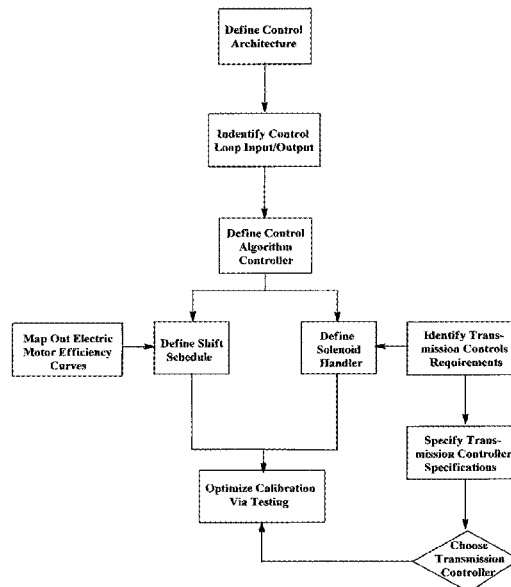 Define Control
Architecture
Indentify Control
Loop Input/Output
Define Control
Algorithm
Controller
Map Out Electric
Motor Efficiency
Curves
Define Shift
Schedule
Define
Solenoid
Handler
Identify Trans-
mission Controls
Requirements
Specify Trans-
mission Controller
Specifications
Optimize Calibration
Via Testing
Choose
Transmission
Controller